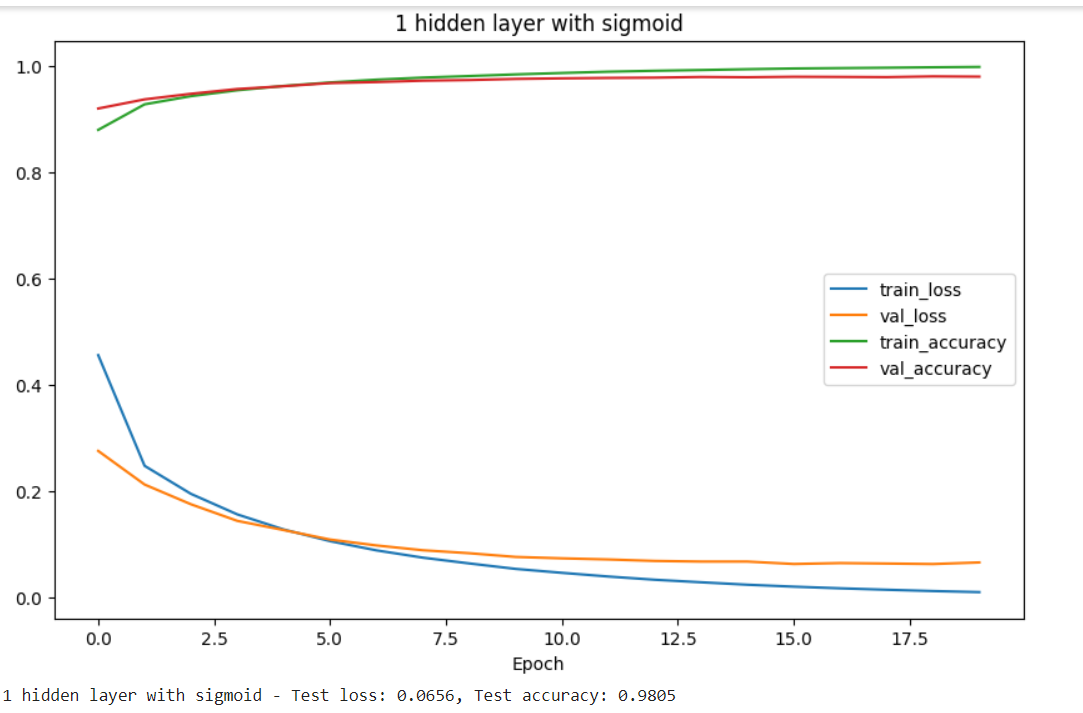 1 hidden layer with sigmoid
1.0
0.8
0.6
0.4
0.2
0.0
train_loss
val_loss
train_accuracy
val_accuracy
0.0 2.5 5.0 7.5 10.0 12.5 15.0 17.5
Epoch
1 hidden layer with sigmoid - Test loss: 0.0656, Test accuracy: 0.9805